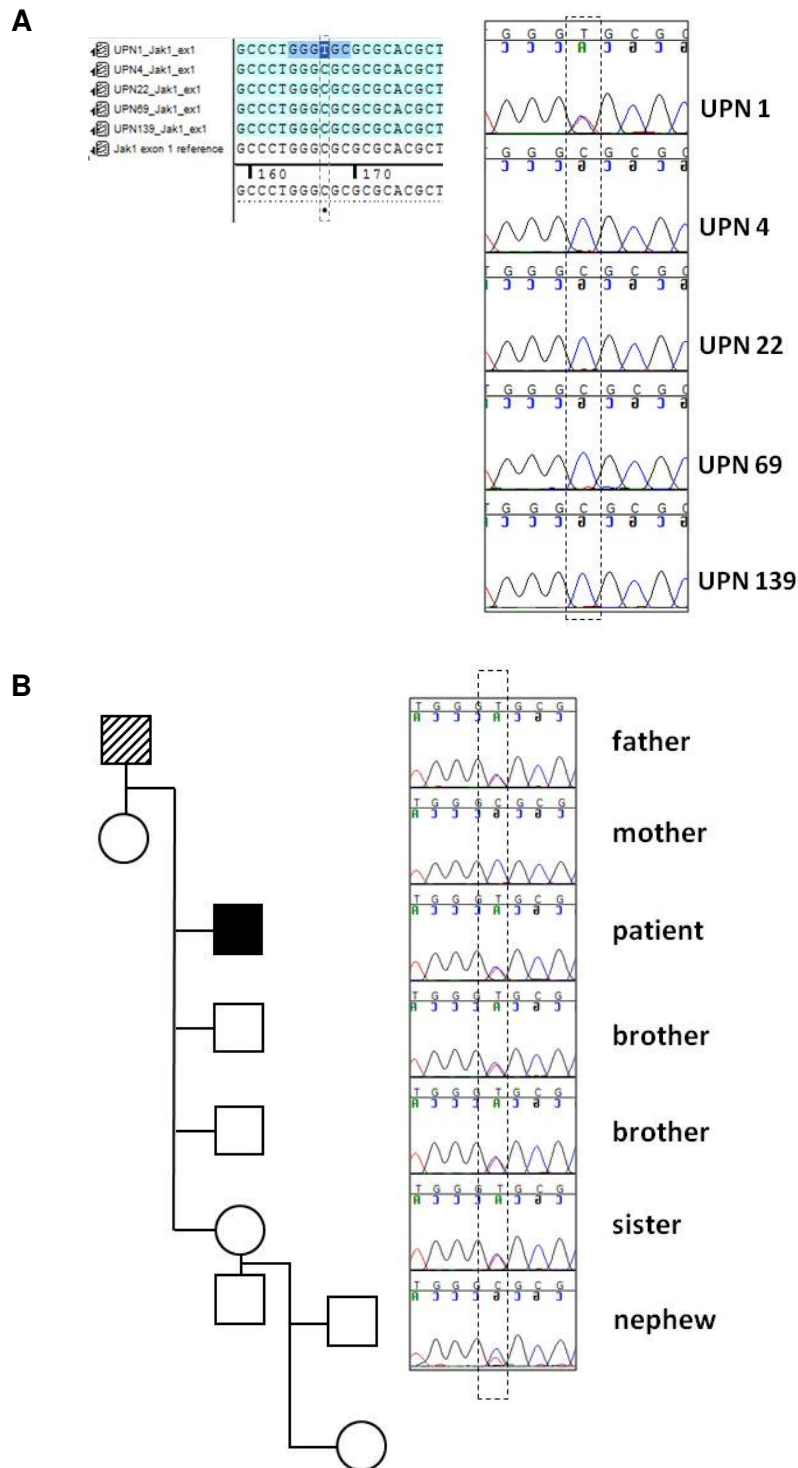 A
UPN1_Jak1_ex1 GCCCTGGGTGCGCGCACGCT
UPN4_Jak1_ex1 GCCCTGGGCGCGCGCACGCT
UPN22_Jak1_ex1 GCCCTGGGCGCGCGCACGCT
UPN69_Jak1_ex1 GCCCTGGGCGCGCGCACGCT
UPN139_Jak1_ex1 GCCCTGGGCGCGCGCACGCT
Jak1 exon 1 reference GCCCTGGGCGCGCGCACGCT
160 170
GCCCTGGGCGCGCGCACGCT
G G G T G C G C
C C C A C G C G
UPN 1
G G G C G C G C
C C C G C G C G
UPN 4
T G G G C G C G C
C C C G C G C G
UPN 22
T G G G C G C G C
C C C G C G C G
UPN 69
T G G G C G C G C
C C C G C G C G
UPN 139
B
T G G G T G C G
A C C C A C G C
father
T G G G C G C G
A C C C G C G C
mother
T G G G T G C G
A C C C A C G C
patient
T G G G T G C G
A C C C A C G C
brother
T G G G T G C G
A C C C A C G C
brother
T G G G T G C G
A C C C A C G C
sister
T G G G C G C G
A C C C G C G C
nephew